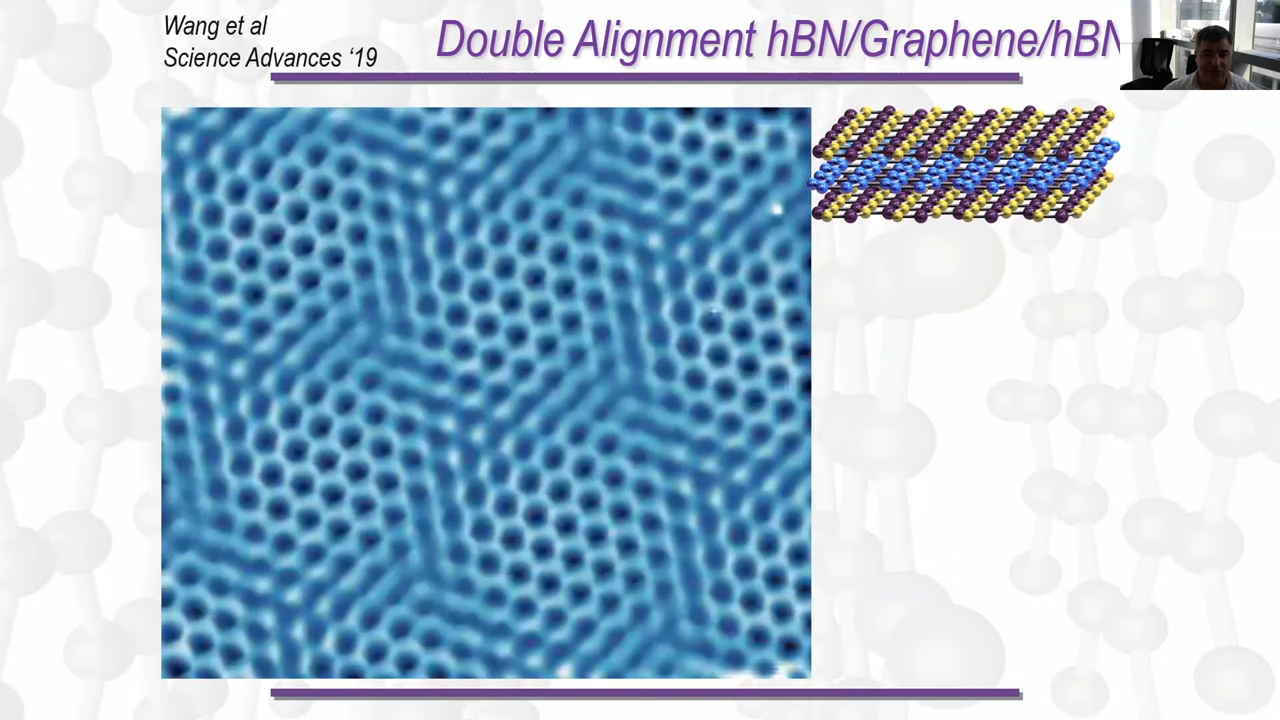 Wang et al
Science Advances ‘19
Double Alignment hBN/Graphene/hBN